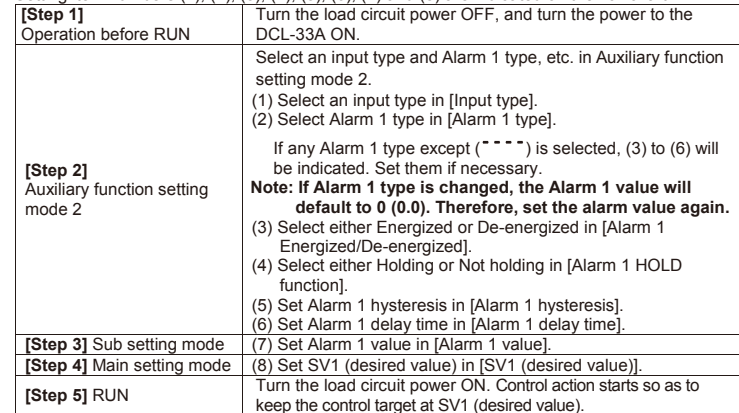 [Step 1]
Operation before RUN
Turn the load circuit power OFF, and turn the power to the
DCL-33A ON.
[Step 2]
Auxiliary function setting
mode 2
Select an input type and Alarm 1 type, etc. in Auxiliary function
setting mode 2.
(1) Select an input type in [Input type].
(2) Select Alarm 1 type in [Alarm 1 type].
If any Alarm 1 type except (----) is selected, (3) to (6) will
be indicated. Set them if necessary.
Note: If Alarm 1 type is changed, the Alarm 1 value will
default to 0 (0.0). Therefore, set the alarm value again.
(3) Select either Energized or De-energized in [Alarm 1
Energized/De-energized].
(4) Select either Holding or Not holding in [Alarm 1 HOLD
function].
(5) Set Alarm 1 hysteresis in [Alarm 1 hysteresis].
(6) Set Alarm 1 delay time in [Alarm 1 delay time].
[Step 3] Sub setting mode
(7) Set Alarm 1 value in [Alarm 1 value].
[Step 4] Main setting mode
(8) Set SV1 (desired value) in [SV1 (desired value)].
[Step 5] RUN
Turn the load circuit power ON. Control action starts so as to
keep the control target at SV1 (desired value).